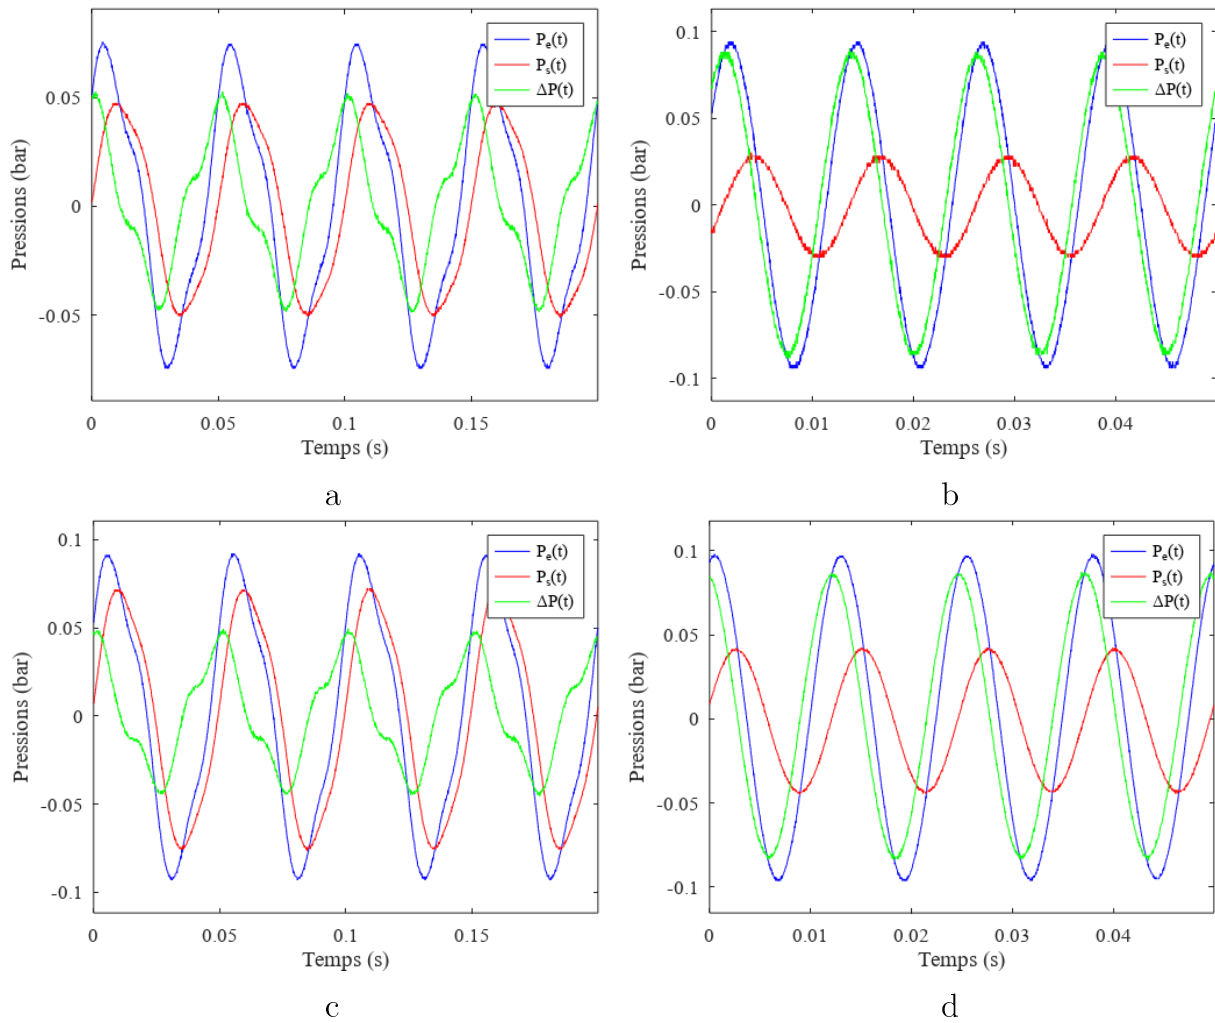 Pₑ(t)
Pₛ(t)
ΔP(t)
0.05
0
-0.05
Pressions (bar)
0 0.05 0.1 0.15
Temps (s)
a
Pₑ(t)
Pₛ(t)
ΔP(t)
0.1
0.05
0
-0.05
-0.1
Pressions (bar)
0 0.01 0.02 0.03 0.04
Temps (s)
b
Pₑ(t)
Pₛ(t)
ΔP(t)
0.1
0.05
0
-0.05
-0.1
Pressions (bar)
0 0.05 0.1 0.15
Temps (s)
c
Pₑ(t)
Pₛ(t)
ΔP(t)
0.1
0.05
0
-0.05
-0.1
Pressions (bar)
0 0.01 0.02 0.03 0.04
Temps (s)
d